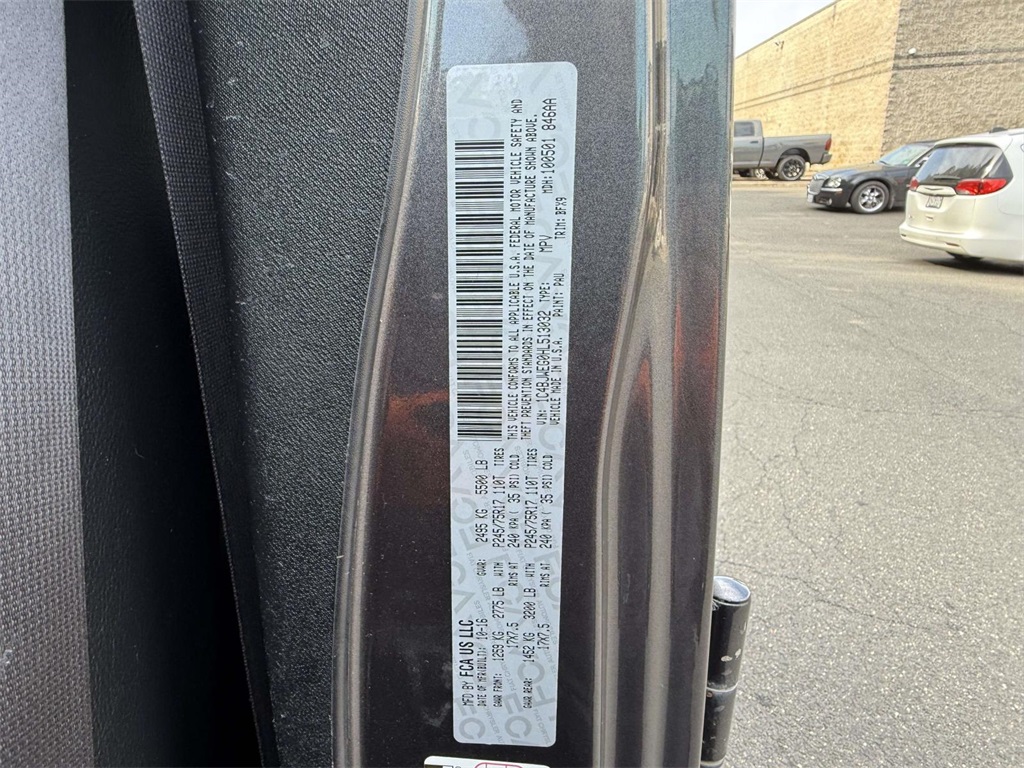 MFD BY FCA US LLC
DATE OF MFR(BUILT): 10-16 GVWR: 2495 KG 5500 LB
GAWR FRONT: 1259 KG 2775 LB WITH P245/75R17 110T TIRES
17X7.5 RIMS AT 240 KPA ( 35 PSI) COLD
GAWR REAR: 1452 KG 3200 LB WITH P245/75R17 110T TIRES
17X7.5 RIMS AT 240 KPA ( 35 PSI) COLD
THIS VEHICLE CONFORMS TO ALL APPLICABLE U.S.A. FEDERAL MOTOR VEHICLE SAFETY AND
THEFT PREVENTION STANDARDS IN EFFECT ON THE DATE OF MANUFACTURE SHOWN ABOVE.
VIN: 1C4BJWEG0HL513032 TYPE: MPV MDH:100501 846AA
VEHICLE MADE IN U.S.A. PAINT: PAU TRIM: BFX9